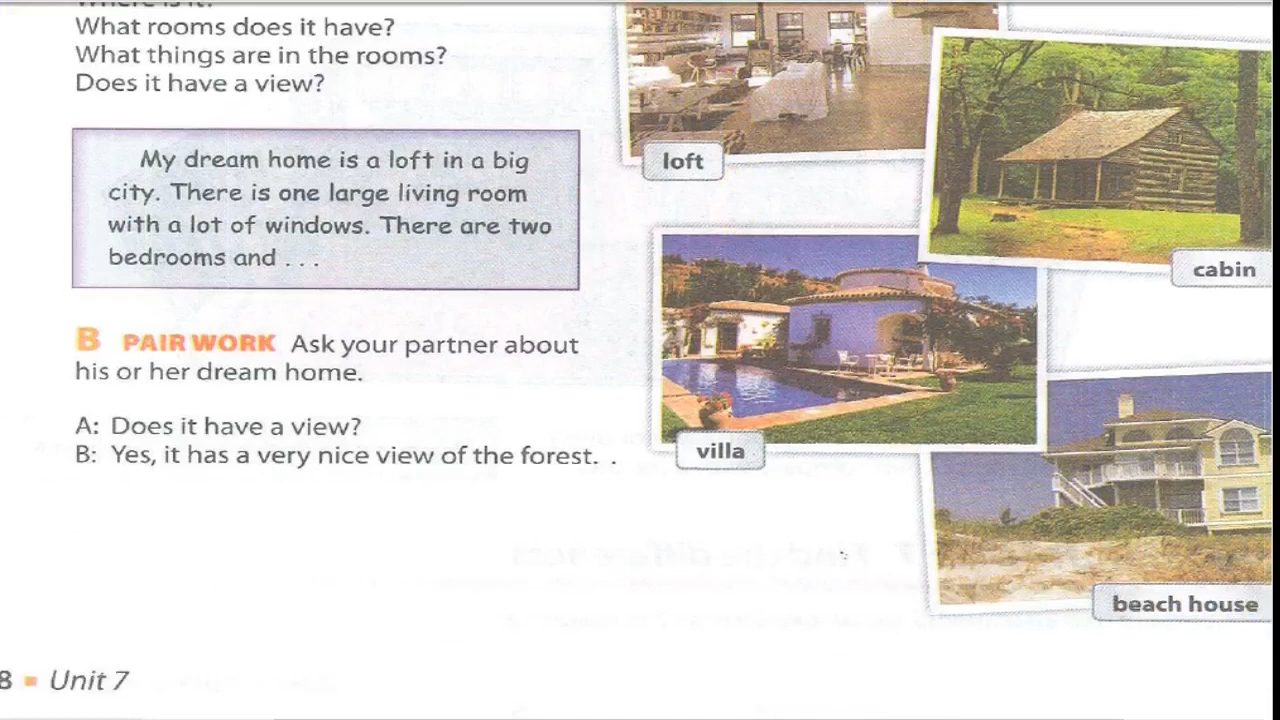 What rooms does it have?
What things are in the rooms?
Does it have a view?
My dream home is a loft in a big
city. There is one large living room
with a lot of windows. There are two
bedrooms and . . .
B PAIR WORK Ask your partner about
his or her dream home.
A: Does it have a view?
B: Yes, it has a very nice view of the forest. .
loft
cabin
villa
beach house
8 ▪ Unit 7